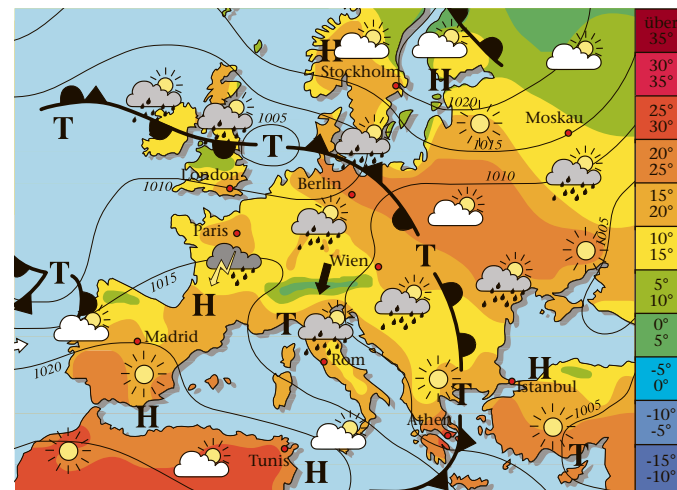 über
35°
30°
35°
25°
30°
20°
25°
15°
20°
10°
15°
5°
10°
0°
5°
-5°
0°
-10°
-5°
-15°
-10°
H
Stockholm
H
1020
Moskau
1015
T
1005
T
London
1010
Berlin
1010
Paris
Wien
T
1005
T
1015
H
T
Madrid
Rom
1020
H
Istanbul
T
H
Athen
1005
Tunis
H
T